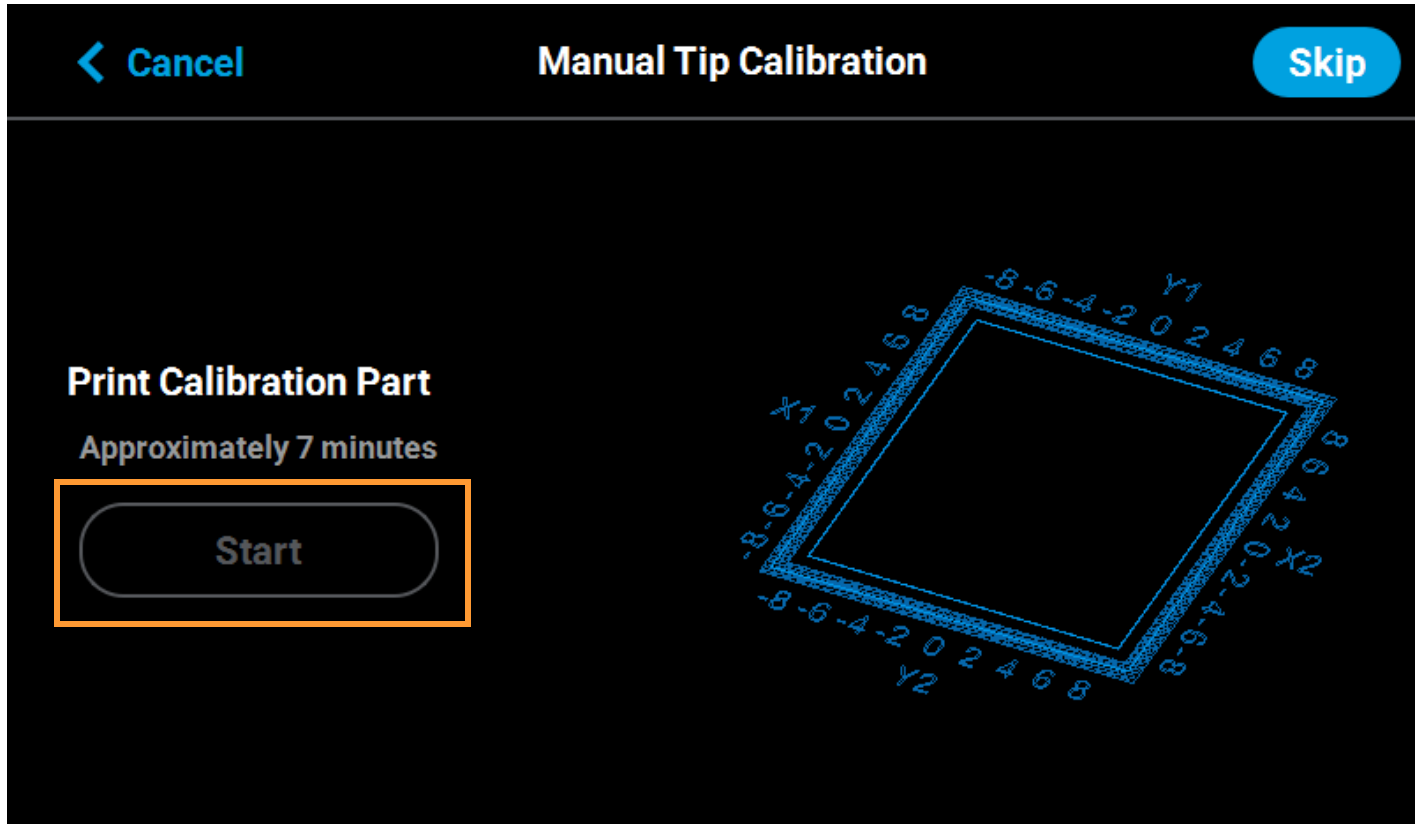 Cancel
Manual Tip Calibration
Skip
Print Calibration Part
Approximately 7 minutes
Start
-8 -6 -4 -2 0 2 4 6 8
Y1
8 6 4 2 0 -2 -4 -6 -8
X1
8 6 4 2 0 -2 -4 -6 -8
X2
-8 -6 -4 -2 0 2 4 6 8
Y2